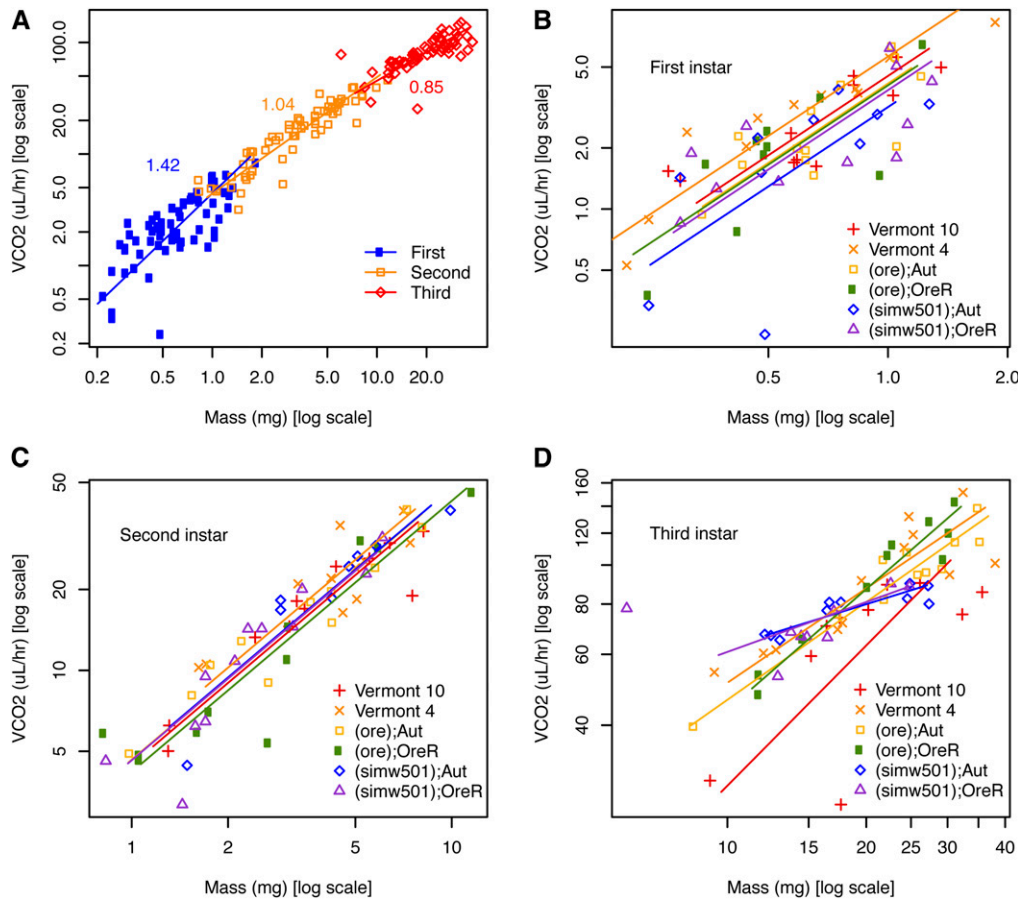 A
VCO2 (uL/hr) [log scale]
100.0
20.0
5.0
2.0
0.5
0.2
1.42
1.04
0.85
First
Second
Third
0.2
0.5
1.0
2.0
5.0
10.0
20.0
Mass (mg) [log scale]
B
VCO2 (uL/hr) [log scale]
5.0
2.0
1.0
0.5
First instar
Vermont 10
Vermont 4
(ore);Aut
(ore);OreR
(simw501);Aut
(simw501);OreR
0.5
1.0
2.0
Mass (mg) [log scale]
C
VCO2 (uL/hr) [log scale]
50
20
10
5
Second instar
Vermont 10
Vermont 4
(ore);Aut
(ore);OreR
(simw501);Aut
(simw501);OreR
1
2
5
10
Mass (mg) [log scale]
D
VCO2 (uL/hr) [log scale]
160
120
80
60
40
Third instar
Vermont 10
Vermont 4
(ore);Aut
(ore);OreR
(simw501);Aut
(simw501);OreR
10
15
20
25
30
40
Mass (mg) [log scale]